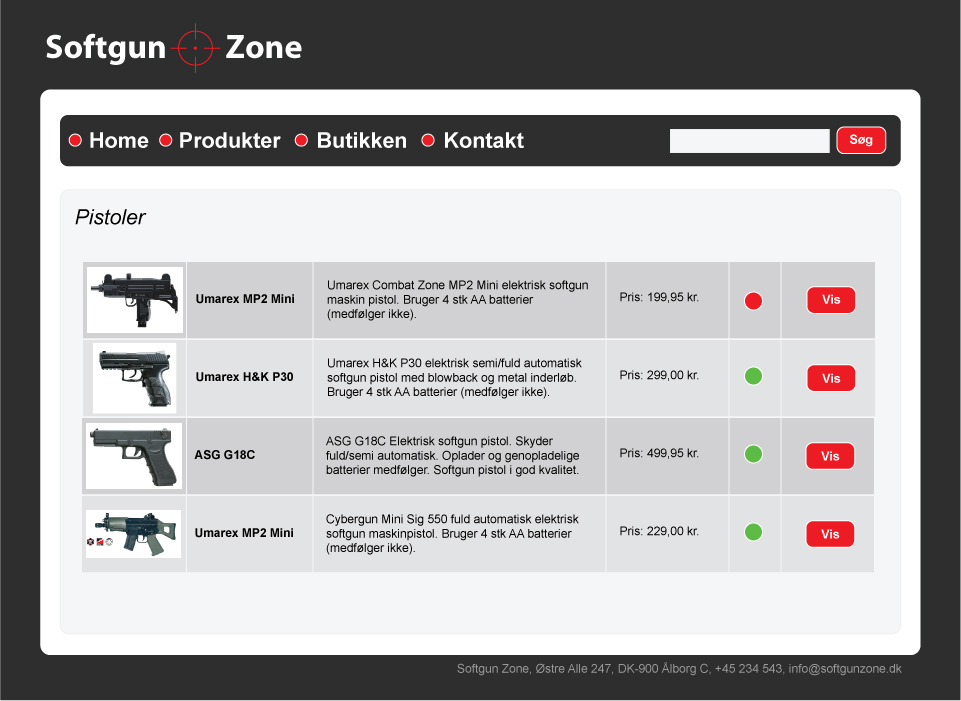 Softgun Zone
Home Produkter Butikken Kontakt Søg
Pistoler
Umarex MP2 Mini
Umarex Combat Zone MP2 Mini elektrisk softgun
maskin pistol. Bruger 4 stk AA batterier
(medfølger ikke).
Pris: 199,95 kr.
Vis
Umarex H&K P30
Umarex H&K P30 elektrisk semi/fuld automatisk
softgun pistol med blowback og metal inderløb.
Bruger 4 stk AA batterier (medfølger ikke).
Pris: 299,00 kr.
Vis
ASG G18C
ASG G18C Elektrisk softgun pistol. Skyder
fuld/semi automatisk. Oplader og genopladelige
batterier medfølger. Softgun pistol i god kvalitet.
Pris: 499,95 kr.
Vis
Umarex MP2 Mini
Cybergun Mini Sig 550 fuld automatisk elektrisk
softgun maskinpistol. Bruger 4 stk AA batterier
(medfølger ikke).
Pris: 229,00 kr.
Vis
Softgun Zone, Østre Alle 247, DK-900 Ålborg C, +45 234 543, info@softgunzone.dk